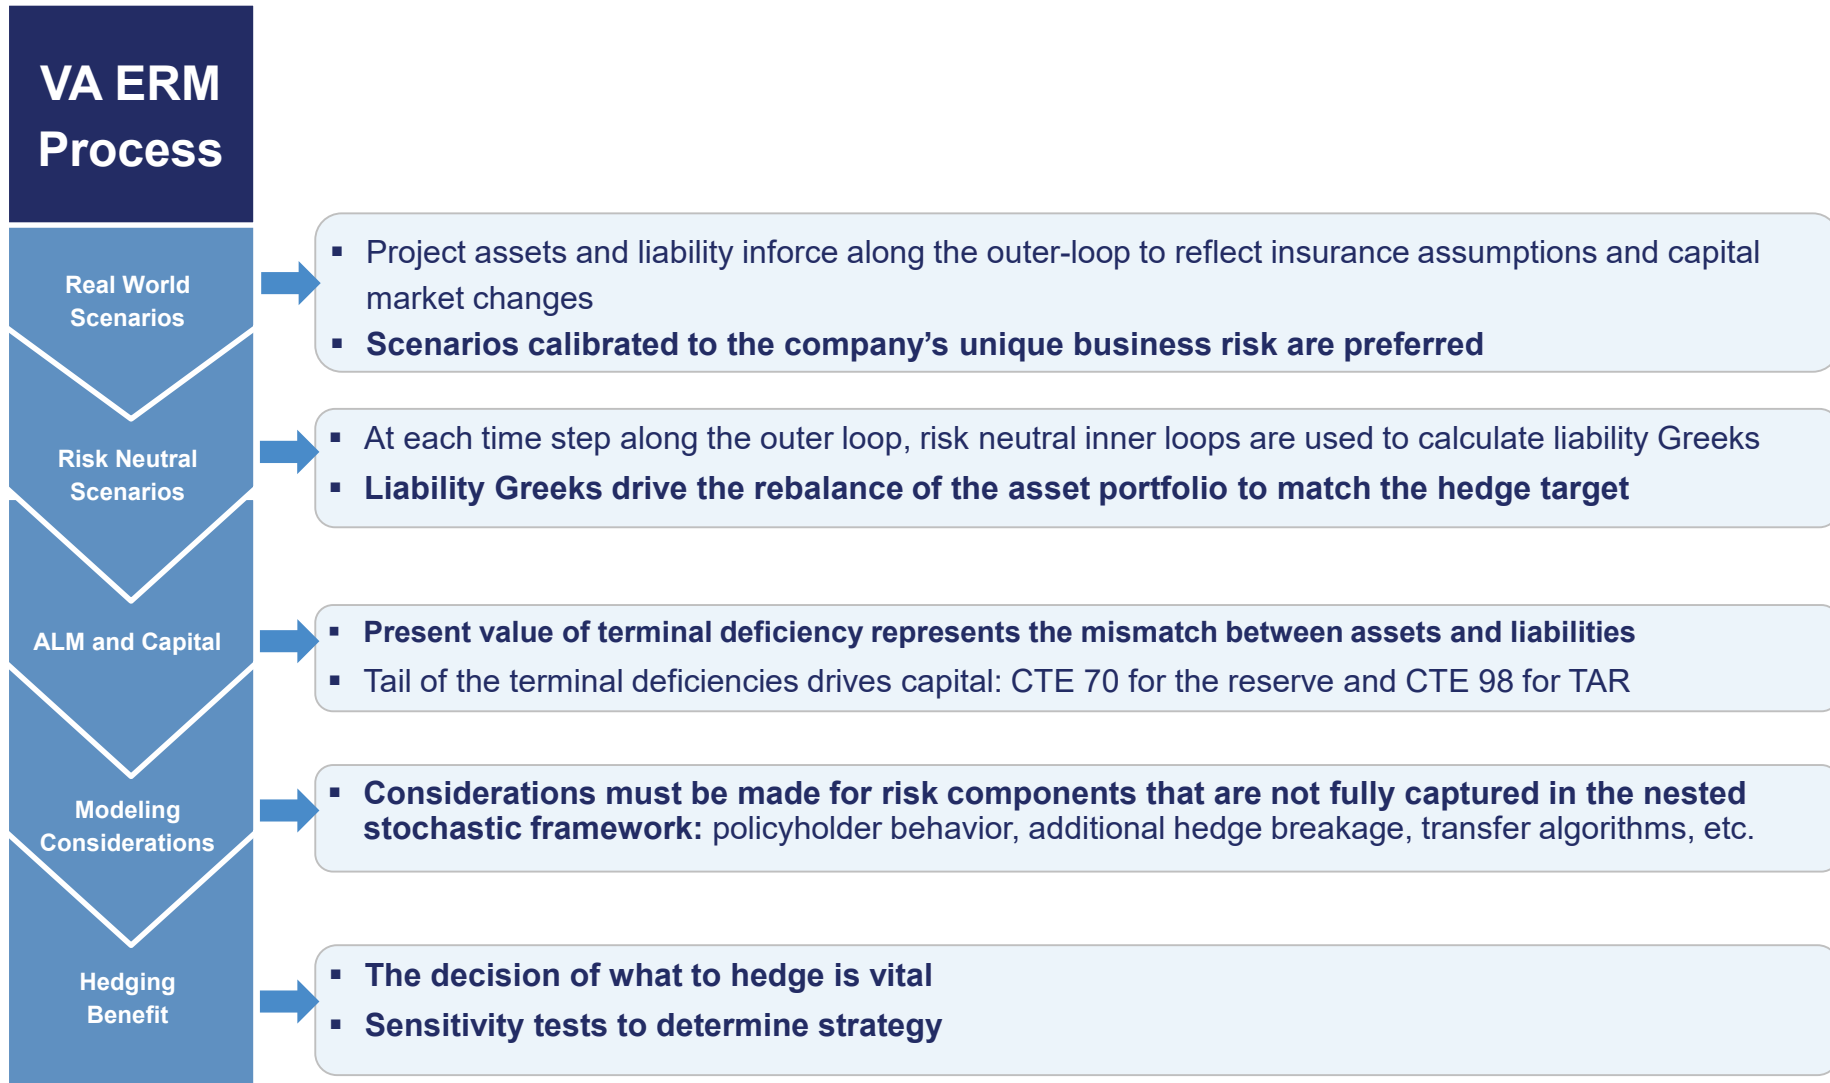 VA ERM
Process
Real World
Scenarios
▪ Project assets and liability inforce along the outer-loop to reflect insurance assumptions and capital
market changes
▪ Scenarios calibrated to the company’s unique business risk are preferred
Risk Neutral
Scenarios
▪ At each time step along the outer loop, risk neutral inner loops are used to calculate liability Greeks
▪ Liability Greeks drive the rebalance of the asset portfolio to match the hedge target
ALM and Capital
▪ Present value of terminal deficiency represents the mismatch between assets and liabilities
▪ Tail of the terminal deficiencies drives capital: CTE 70 for the reserve and CTE 98 for TAR
Modeling
Considerations
▪ Considerations must be made for risk components that are not fully captured in the nested
stochastic framework: policyholder behavior, additional hedge breakage, transfer algorithms, etc.
Hedging
Benefit
▪ The decision of what to hedge is vital
▪ Sensitivity tests to determine strategy